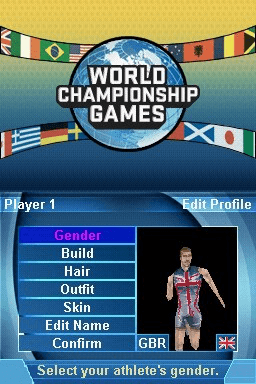 WORLD
CHAMPIONSHIP
GAMES
Player 1 Edit Profile
Gender
Build
Hair
Outfit
Skin
Edit Name
Confirm GBR
Select your athlete's gender.